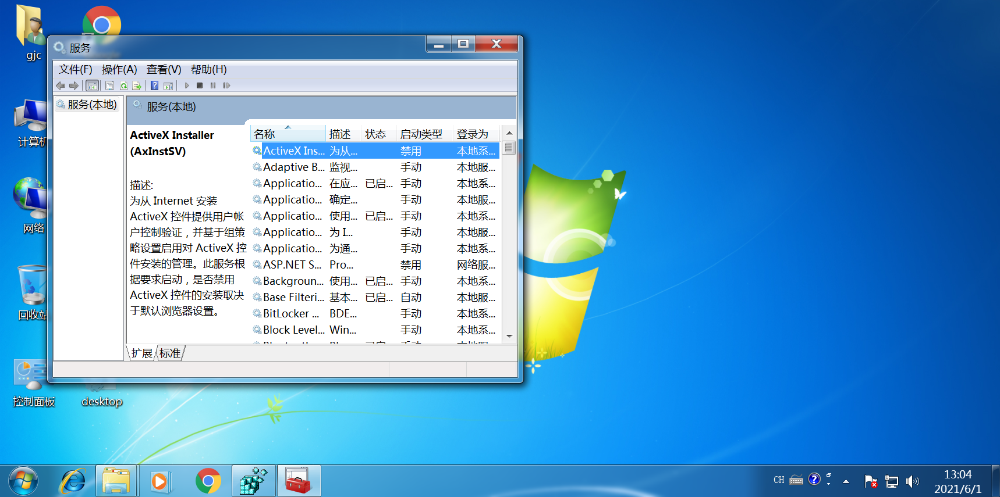 gjc
计算机
网络
回收站
控制面板
desktop
服务
文件(F) 操作(A) 查看(V) 帮助(H)
服务(本地)
服务(本地)
ActiveX Installer
(AxInstSV)
描述:
为从 Internet 安装
ActiveX 控件提供用户帐
户控制验证，并基于组策
略设置启用对 ActiveX 控
件安装的管理。此服务根
据要求启动，是否禁用
ActiveX 控件的安装取决
于默认浏览器设置。
名称 描述 状态 启动类型 登录为
ActiveX Ins... 为从... 禁用 本地系...
Adaptive B... 监视... 手动 本地服...
Applicatio... 在应... 已启... 手动 本地系...
Applicatio... 确定... 手动 本地服...
Applicatio... 使用... 已启... 手动 本地系...
Applicatio... 为 I... 手动 本地服...
Applicatio... 为通... 手动 本地系...
ASP.NET S... Pro... 禁用 网络服...
Backgroun... 使用... 已启... 手动 本地系...
Base Filteri... 基本... 已启... 自动 本地服...
BitLocker ... BDE... 手动 本地系...
Block Level... Win... 手动 本地系...
扩展 标准
CH
13:04
2021/6/1